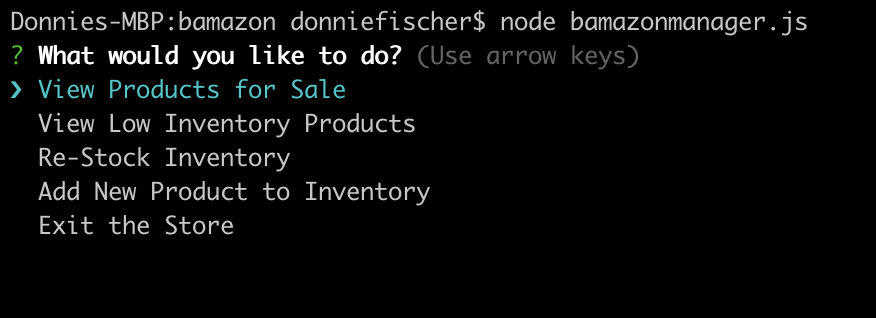 Donnies-MBP:bamazon donniefischer$ node bamazonmanager.js
? What would you like to do? (Use arrow keys)
❯ View Products for Sale
View Low Inventory Products
Re-Stock Inventory
Add New Product to Inventory
Exit the Store